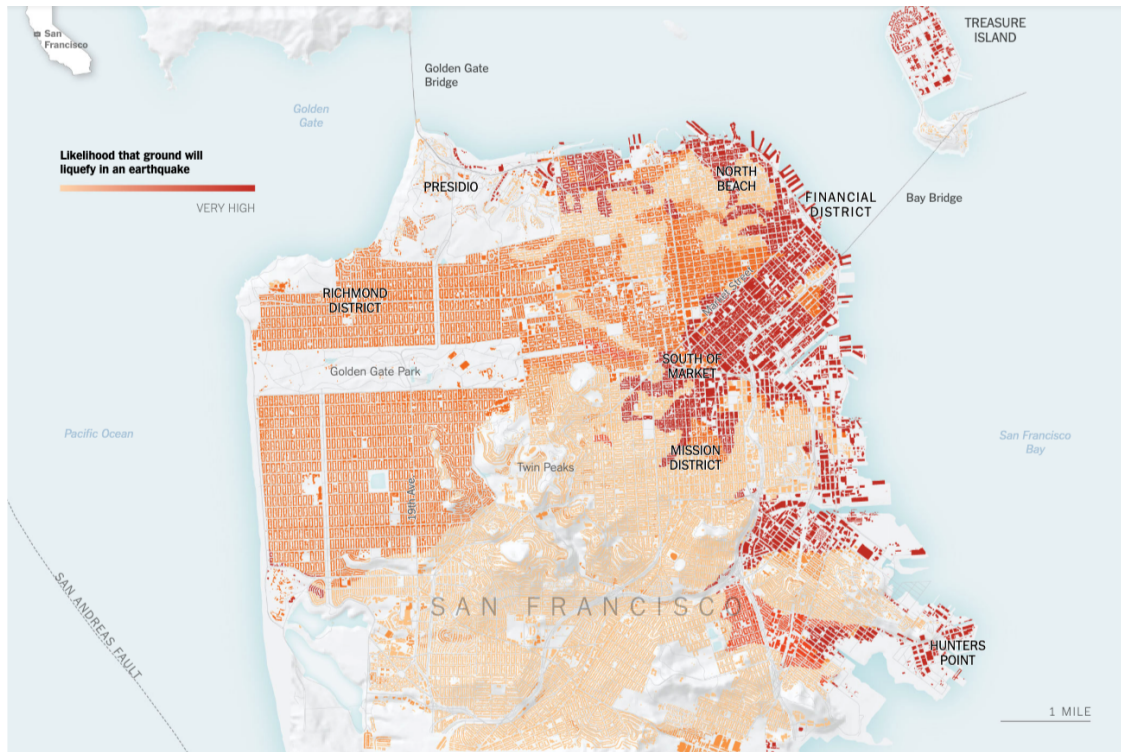 San
Francisco
TREASURE
ISLAND
Golden Gate
Bridge
Golden
Gate
Likelihood that ground will
liquefy in an earthquake
VERY HIGH
PRESIDIO
NORTH
BEACH
FINANCIAL
DISTRICT
Bay Bridge
RICHMOND
DISTRICT
Market Street
Golden Gate Park
SOUTH OF
MARKET
Pacific Ocean
San Francisco
Bay
MISSION
DISTRICT
Twin Peaks
19th Ave.
SAN ANDREAS FAULT
SAN FRANCISCO
HUNTERS
POINT
1 MILE